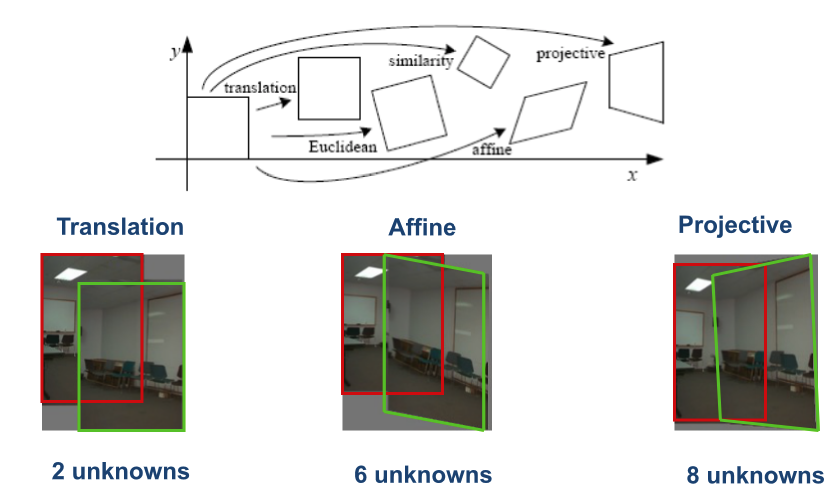 y
projective
similarity
translation
Euclidean
affine
x
Translation
Affine
Projective
2 unknowns
6 unknowns
8 unknowns